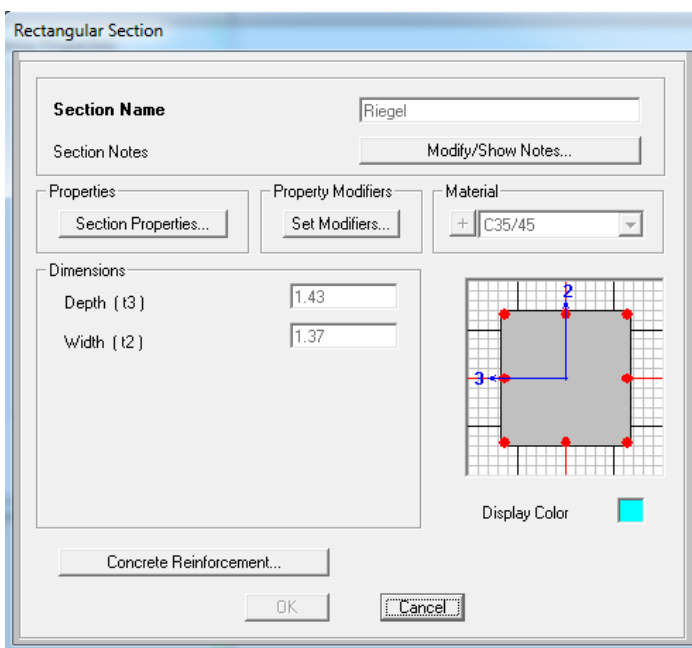 Rectangular Section
Section Name
Riegel
Section Notes
Modify/Show Notes...
Properties
Section Properties...
Property Modifiers
Set Modifiers...
Material
+
C35/45
Dimensions
Depth ( t3 )
1.43
Width ( t2 )
1.37
2
3
Display Color
Concrete Reinforcement...
OK
Cancel